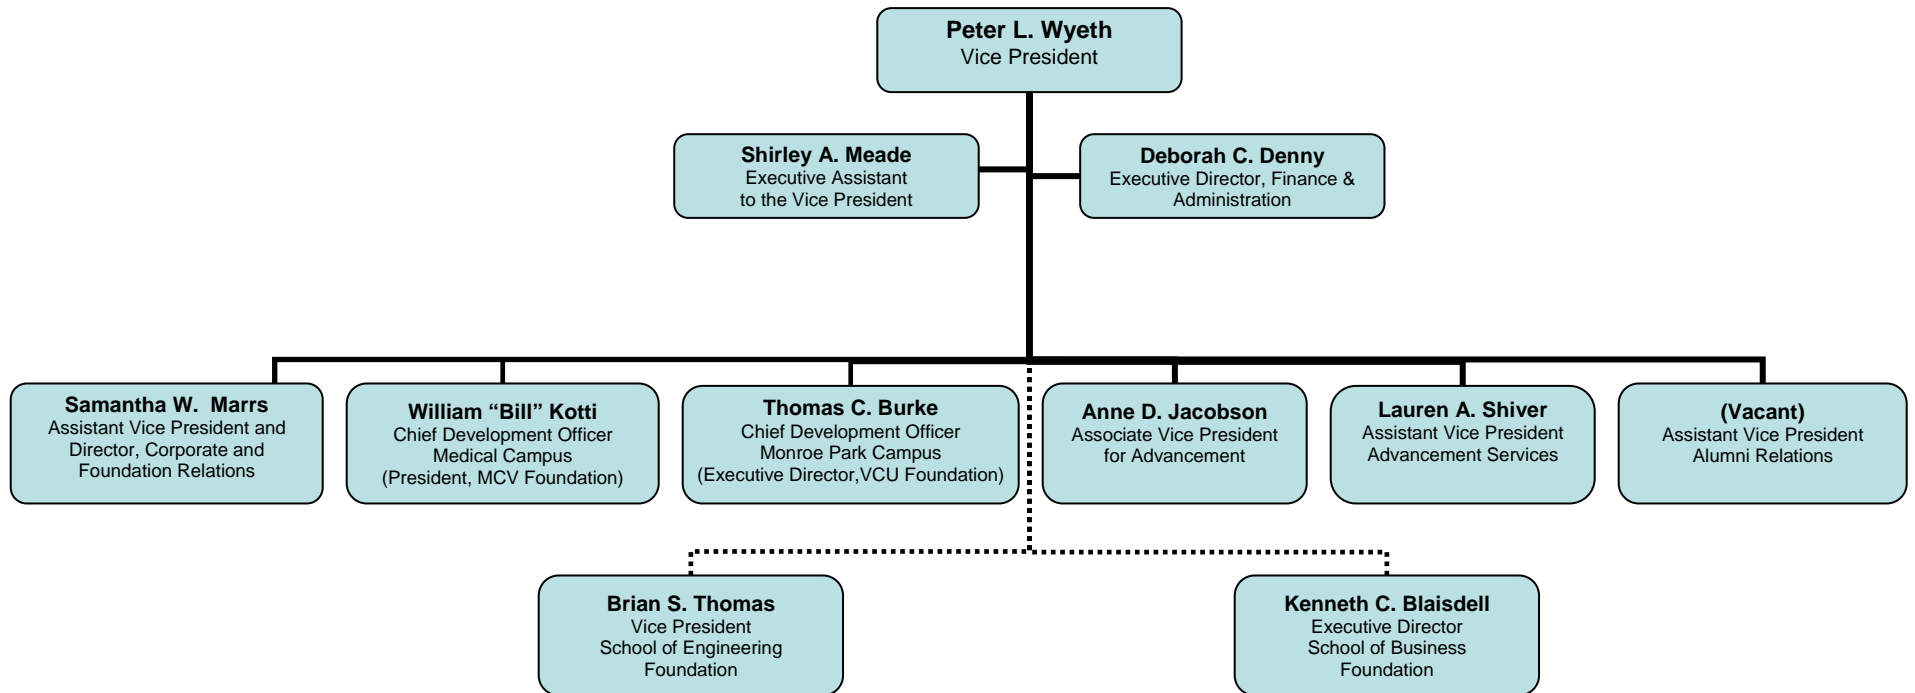 Peter L. Wyeth
Vice President
Shirley A. Meade
Executive Assistant
to the Vice President
Deborah C. Denny
Executive Director, Finance &
Administration
Samantha W.  Marrs
Assistant Vice President and
Director, Corporate and
Foundation Relations
William “Bill” Kotti
Chief Development Officer
Medical Campus
(President, MCV Foundation)
Thomas C. Burke
Chief Development Officer
Monroe Park Campus
(Executive Director,VCU Foundation)
Anne D. Jacobson
Associate Vice President
for Advancement
Lauren A. Shiver
Assistant Vice President
Advancement Services
(Vacant)
Assistant Vice President
Alumni Relations
Brian S. Thomas
Vice President
School of Engineering
Foundation
Kenneth C. Blaisdell
Executive Director
School of Business
Foundation